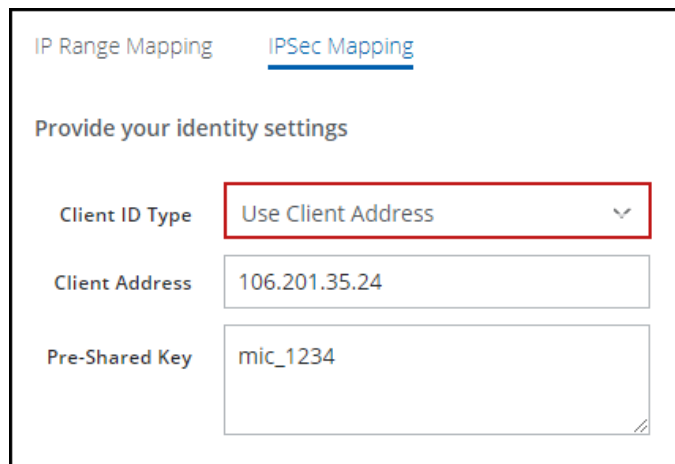 IP Range Mapping IPSec Mapping
Provide your identity settings
Client ID Type Use Client Address
Client Address 106.201.35.24
Pre-Shared Key mic_1234